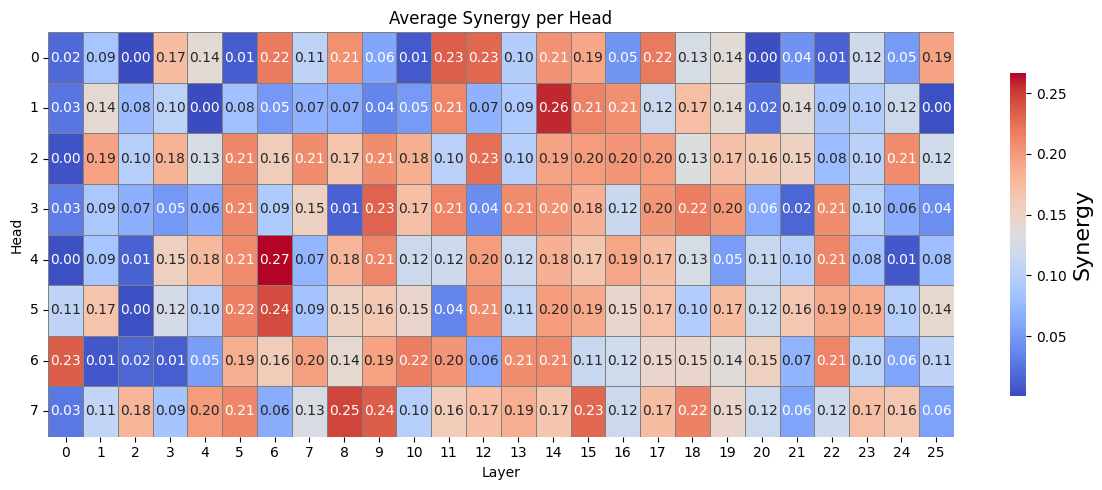 Average Synergy per Head
0 0.02 0.09 0.00 0.17 0.14 0.01 0.22 0.11 0.21 0.06 0.01 0.23 0.23 0.10 0.21 0.19 0.05 0.22 0.13 0.14 0.00 0.04 0.01 0.12 0.05 0.19
1 0.03 0.14 0.08 0.10 0.00 0.08 0.05 0.07 0.07 0.04 0.05 0.21 0.07 0.09 0.26 0.21 0.21 0.12 0.17 0.14 0.02 0.14 0.09 0.10 0.12 0.00
2 0.00 0.19 0.10 0.18 0.13 0.21 0.16 0.21 0.17 0.21 0.18 0.10 0.23 0.10 0.19 0.20 0.20 0.20 0.13 0.17 0.16 0.15 0.08 0.10 0.21 0.12
3 0.03 0.09 0.07 0.05 0.06 0.21 0.09 0.15 0.01 0.23 0.17 0.21 0.04 0.21 0.20 0.18 0.12 0.20 0.22 0.20 0.06 0.02 0.21 0.10 0.06 0.04
4 0.00 0.09 0.01 0.15 0.18 0.21 0.27 0.07 0.18 0.21 0.12 0.12 0.20 0.12 0.18 0.17 0.19 0.17 0.13 0.05 0.11 0.10 0.21 0.08 0.01 0.08
5 0.11 0.17 0.00 0.12 0.10 0.22 0.24 0.09 0.15 0.16 0.15 0.04 0.21 0.11 0.20 0.19 0.15 0.18 0.10 0.17 0.12 0.16 0.19 0.19 0.10 0.14
6 0.23 0.01 0.02 0.01 0.05 0.19 0.16 0.20 0.14 0.19 0.22 0.20 0.06 0.21 0.21 0.11 0.12 0.15 0.15 0.14 0.15 0.07 0.21 0.10 0.06 0.11
7 0.03 0.11 0.18 0.09 0.20 0.21 0.06 0.13 0.25 0.24 0.10 0.16 0.17 0.19 0.17 0.23 0.12 0.17 0.22 0.15 0.12 0.06 0.12 0.17 0.16 0.06
0 1 2 3 4 5 6 7 8 9 10 11 12 13 14 15 16 17 18 19 20 21 22 23 24 25
Layer
Head
0.25
0.20
0.15
0.10
0.05
Synergy